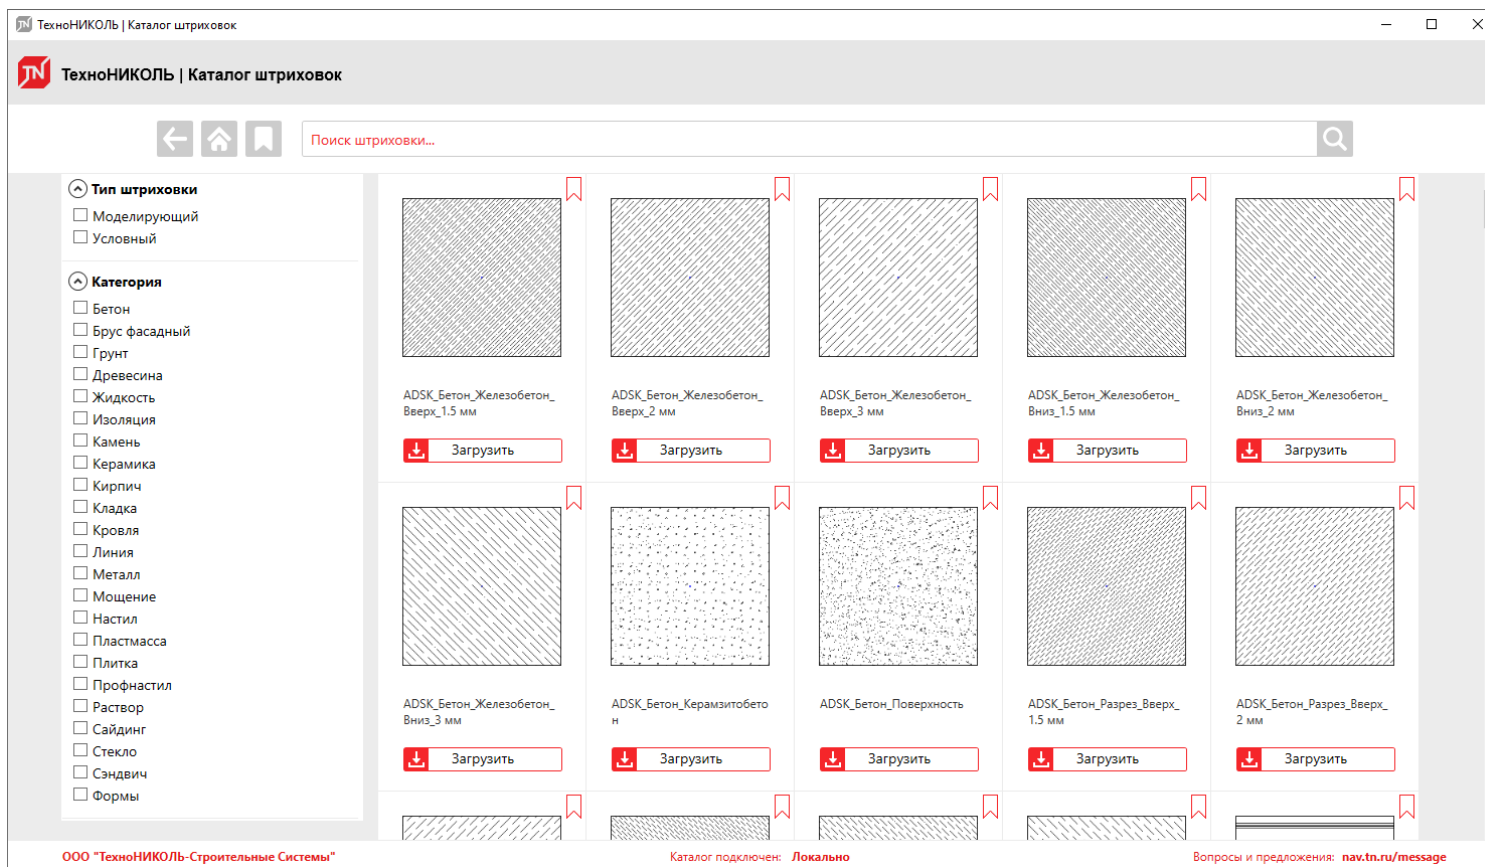 ТехноНИКОЛЬ | Каталог штриховок
TN ТехноНИКОЛЬ | Каталог штриховок
Поиск штриховки...
Тип штриховки
Моделирующий
Условный
Категория
Бетон
Брус фасадный
Грунт
Древесина
Жидкость
Изоляция
Камень
Керамика
Кирпич
Кладка
Кровля
Линия
Металл
Мощение
Настил
Пластмасса
Плитка
Профнастил
Раствор
Сайдинг
Стекло
Сэндвич
Формы
ADSK_Бетон_Железобетон_
Вверх_1.5 мм
Загрузить
ADSK_Бетон_Железобетон_
Вверх_2 мм
Загрузить
ADSK_Бетон_Железобетон_
Вверх_3 мм
Загрузить
ADSK_Бетон_Железобетон_
Вниз_1.5 мм
Загрузить
ADSK_Бетон_Железобетон_
Вниз_2 мм
Загрузить
ADSK_Бетон_Железобетон_
Вниз_3 мм
Загрузить
ADSK_Бетон_Керамзитобето
н
Загрузить
ADSK_Бетон_Поверхность
Загрузить
ADSK_Бетон_Разрез_Вверх_
1.5 мм
Загрузить
ADSK_Бетон_Разрез_Вверх_
2 мм
Загрузить
ООО "ТехноНИКОЛЬ-Строительные Системы"
Каталог подключен: Локально
Вопросы и предложения: nav.tn.ru/message